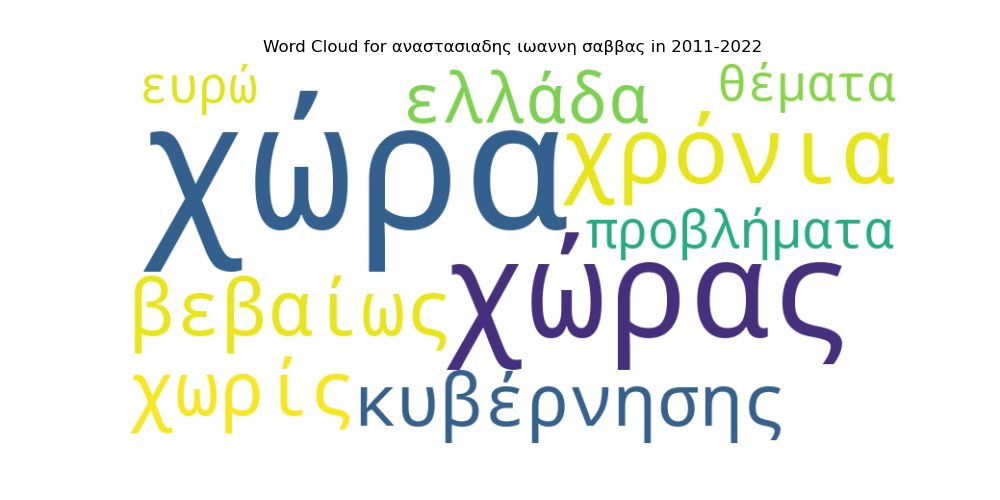 Word Cloud for αναστασιαδης ιωαννη σαββας in 2011-2022
ευρώ
ελλάδα
θέματα
χώρα
χρόνια
προβλήματα
βεβαίως
χώρας
χωρίς
κυβέρνησης